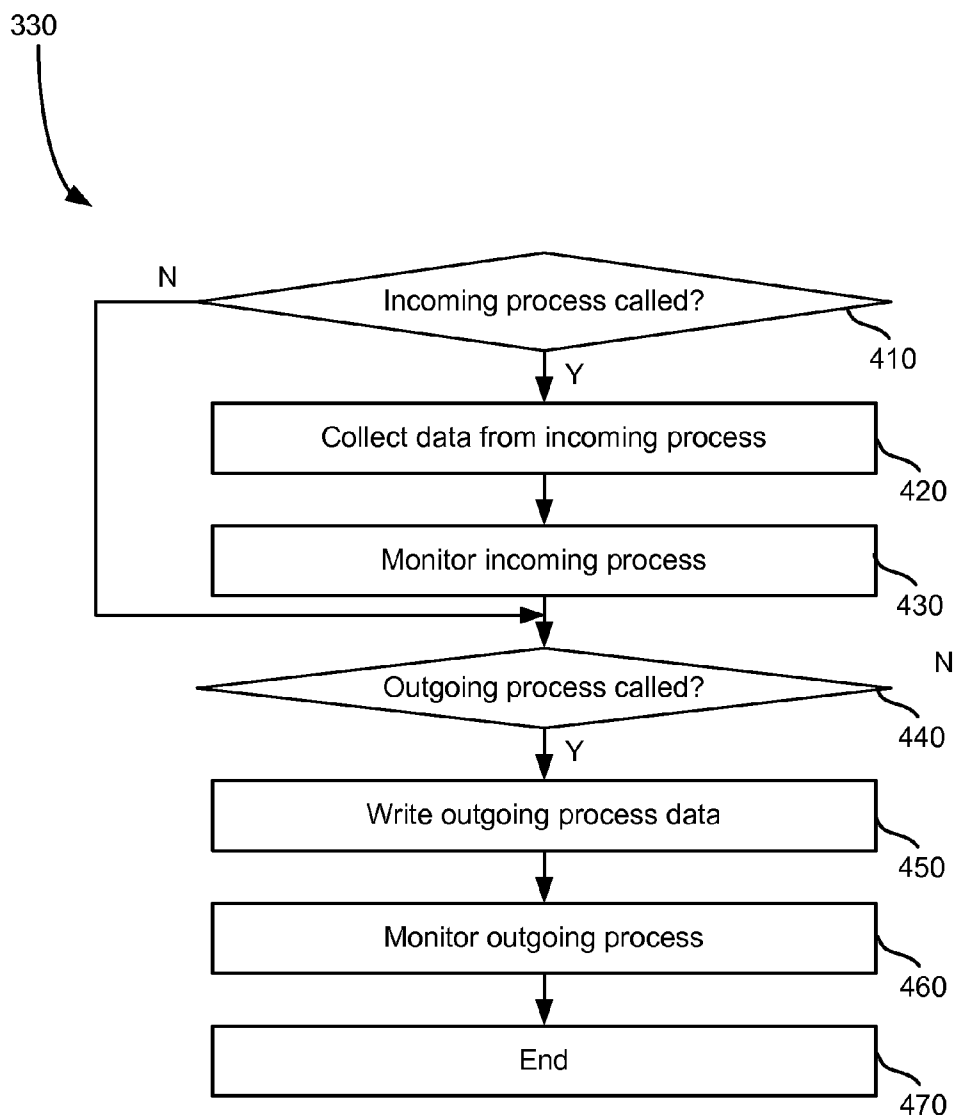 330
N
Incoming process called?
410
Y
Collect data from incoming process
420
Monitor incoming process
430
N
Outgoing process called?
440
Y
Write outgoing process data
450
Monitor outgoing process
460
End
470